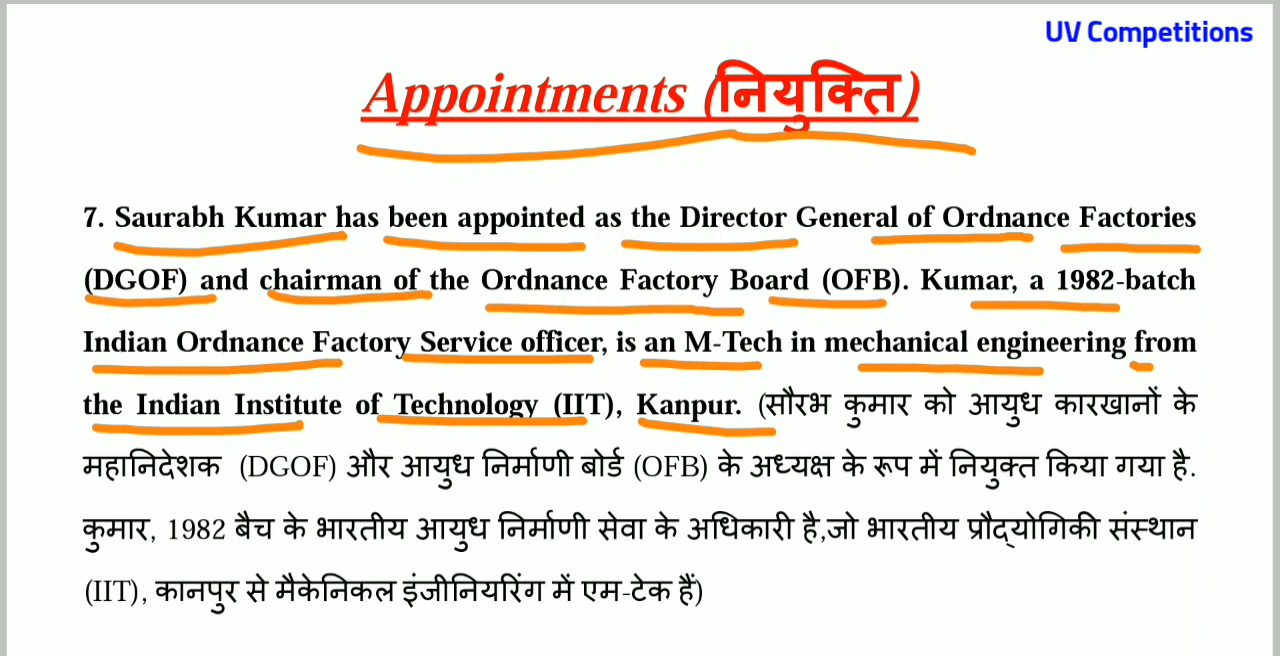 UV Competitions
Appointments (नियुक्ति)
7. Saurabh Kumar has been appointed as the Director General of Ordnance Factories
(DGOF) and chairman of the Ordnance Factory Board (OFB). Kumar, a 1982-batch
Indian Ordnance Factory Service officer, is an M-Tech in mechanical engineering from
the Indian Institute of Technology (IIT), Kanpur. (सौरभ कुमार को आयुध कारखानों के
महानिदेशक (DGOF) और आयुध निर्माणी बोर्ड (OFB) के अध्यक्ष के रूप में नियुक्त किया गया है.
कुमार, 1982 बैच के भारतीय आयुध निर्माणी सेवा के अधिकारी है,जो भारतीय प्रौद्योगिकी संस्थान
(IIT), कानपुर से मैकेनिकल इंजीनियरिंग में एम-टेक हैं)